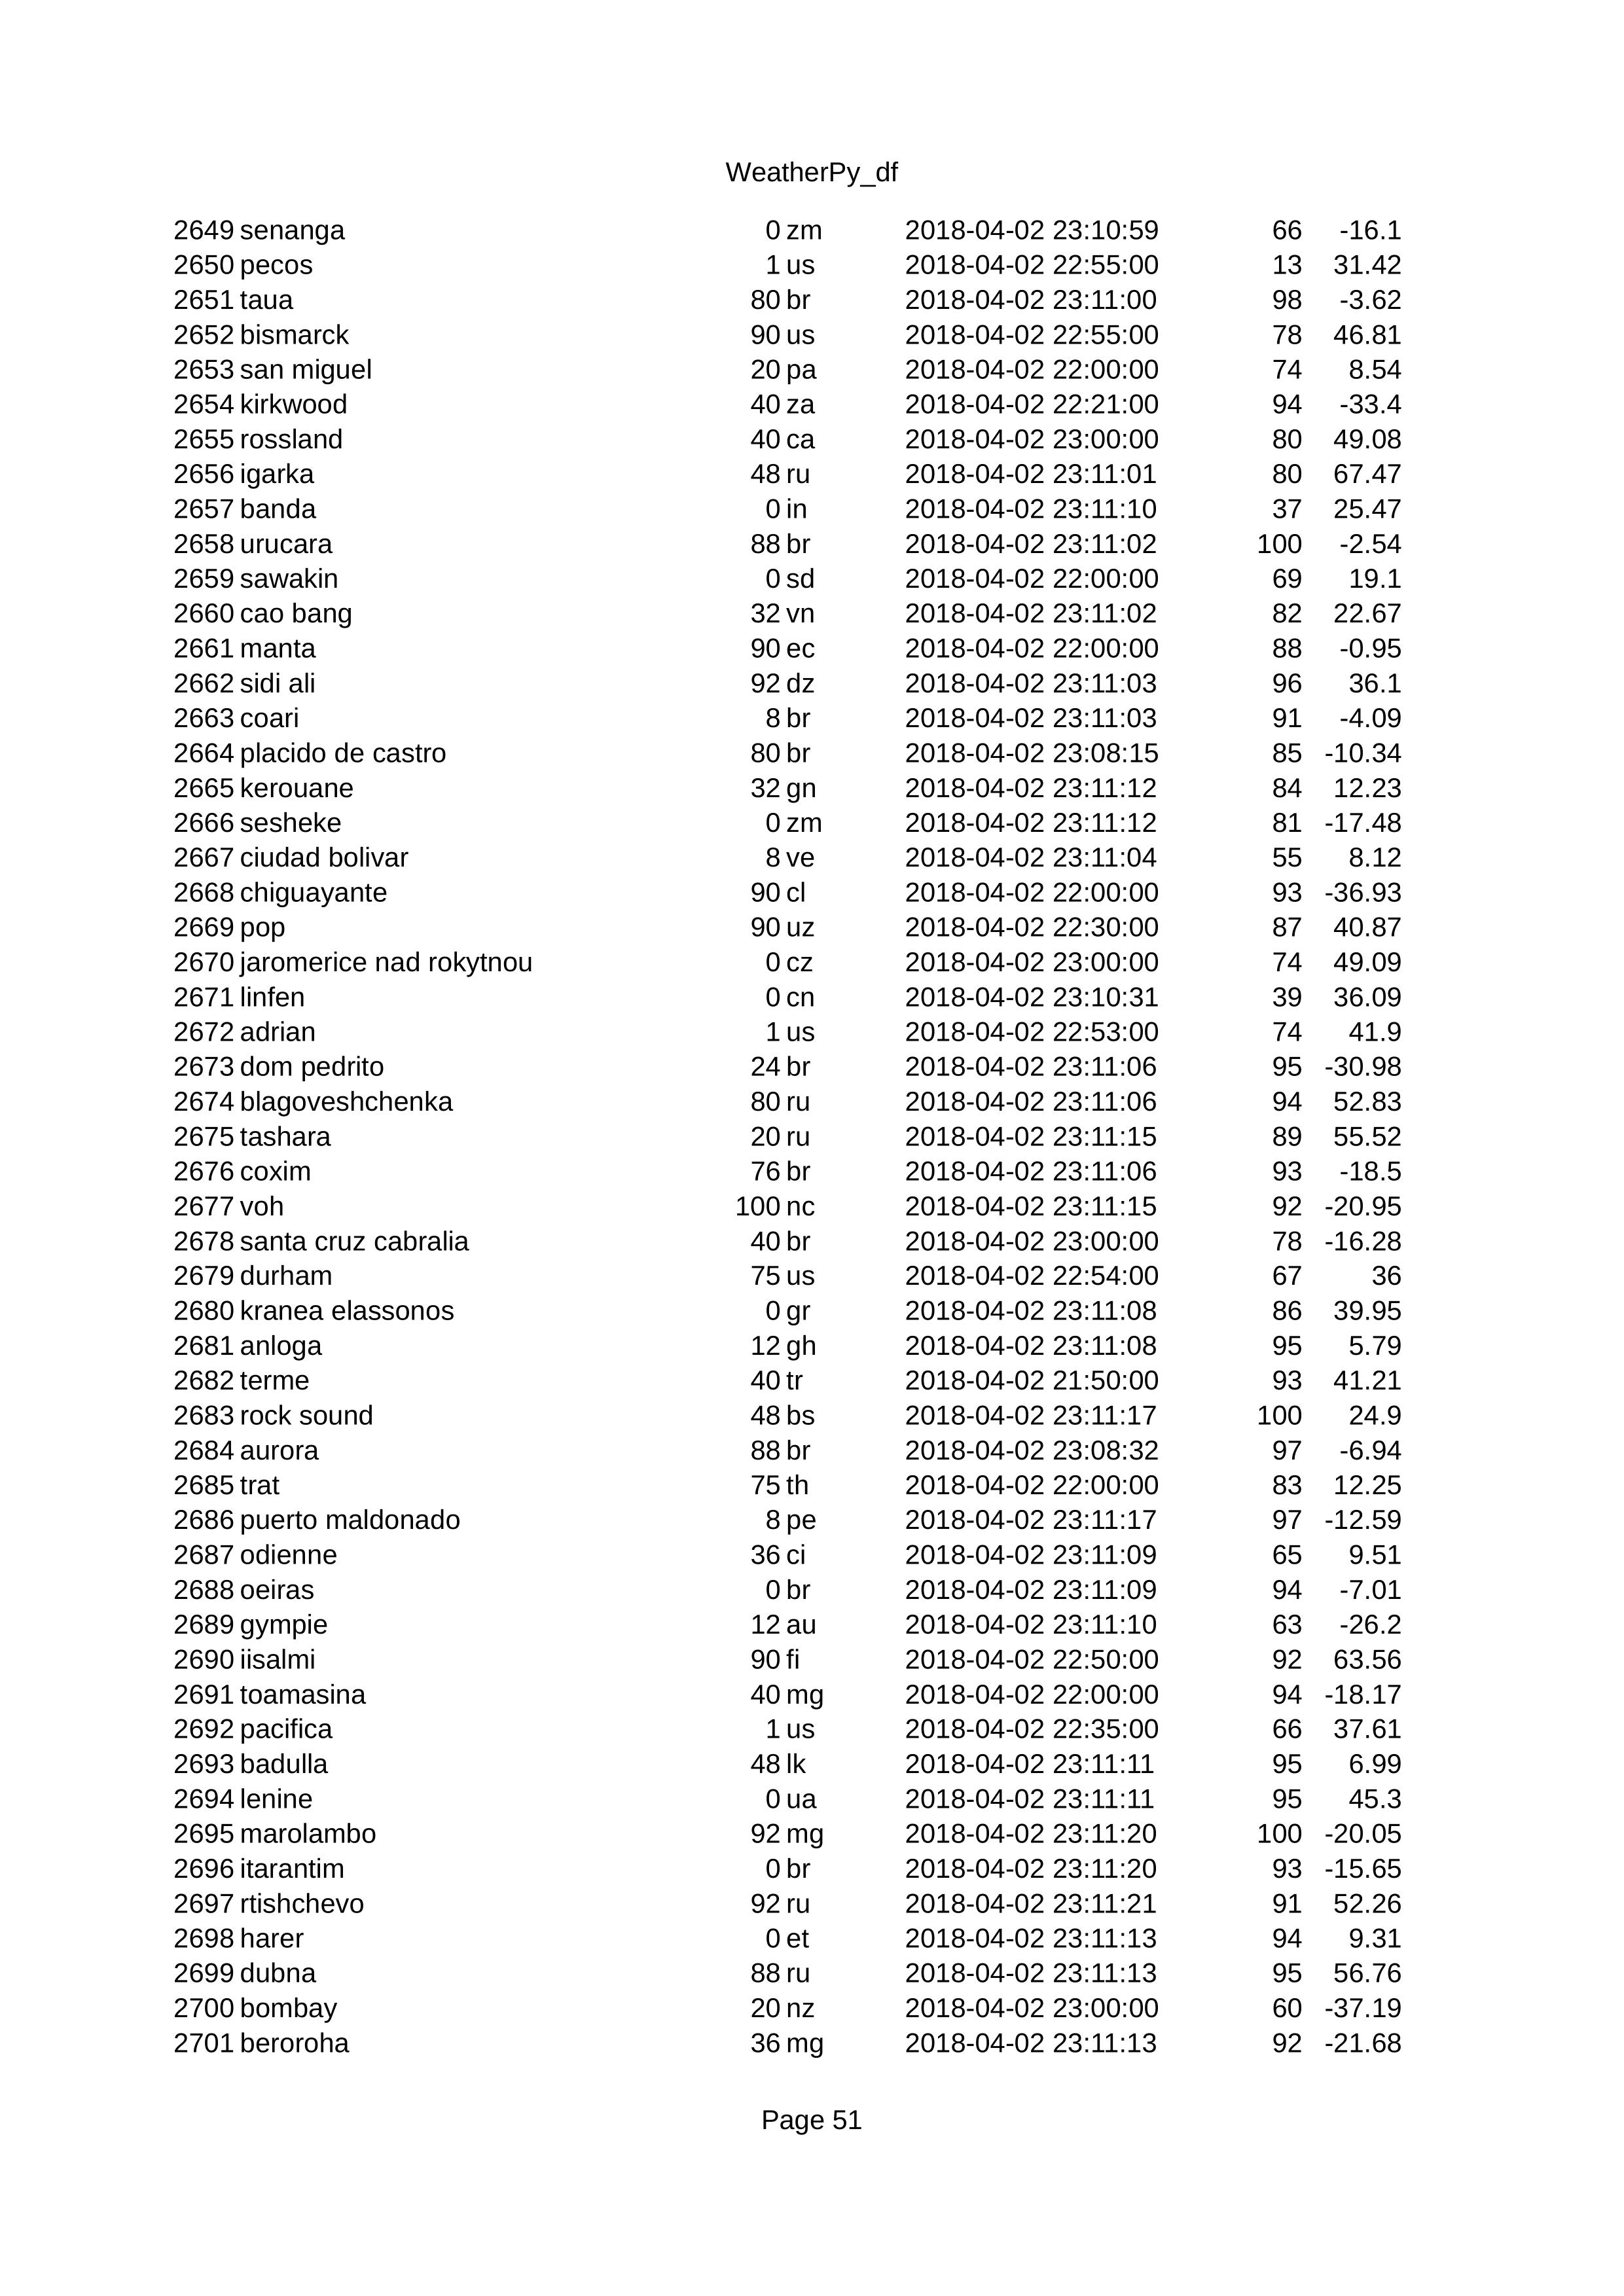 WeatherPy_df
2649 senanga 0 zm 2018-04-02 23:10:59 66 -16.1
2650 pecos 1 us 2018-04-02 22:55:00 13 31.42
2651 taua 80 br 2018-04-02 23:11:00 98 -3.62
2652 bismarck 90 us 2018-04-02 22:55:00 78 46.81
2653 san miguel 20 pa 2018-04-02 22:00:00 74 8.54
2654 kirkwood 40 za 2018-04-02 22:21:00 94 -33.4
2655 rossland 40 ca 2018-04-02 23:00:00 80 49.08
2656 igarka 48 ru 2018-04-02 23:11:01 80 67.47
2657 banda 0 in 2018-04-02 23:11:10 37 25.47
2658 urucara 88 br 2018-04-02 23:11:02 100 -2.54
2659 sawakin 0 sd 2018-04-02 22:00:00 69 19.1
2660 cao bang 32 vn 2018-04-02 23:11:02 82 22.67
2661 manta 90 ec 2018-04-02 22:00:00 88 -0.95
2662 sidi ali 92 dz 2018-04-02 23:11:03 96 36.1
2663 coari 8 br 2018-04-02 23:11:03 91 -4.09
2664 placido de castro 80 br 2018-04-02 23:08:15 85 -10.34
2665 kerouane 32 gn 2018-04-02 23:11:12 84 12.23
2666 sesheke 0 zm 2018-04-02 23:11:12 81 -17.48
2667 ciudad bolivar 8 ve 2018-04-02 23:11:04 55 8.12
2668 chiguayante 90 cl 2018-04-02 22:00:00 93 -36.93
2669 pop 90 uz 2018-04-02 22:30:00 87 40.87
2670 jaromerice nad rokytnou 0 cz 2018-04-02 23:00:00 74 49.09
2671 linfen 0 cn 2018-04-02 23:10:31 39 36.09
2672 adrian 1 us 2018-04-02 22:53:00 74 41.9
2673 dom pedrito 24 br 2018-04-02 23:11:06 95 -30.98
2674 blagoveshchenka 80 ru 2018-04-02 23:11:06 94 52.83
2675 tashara 20 ru 2018-04-02 23:11:15 89 55.52
2676 coxim 76 br 2018-04-02 23:11:06 93 -18.5
2677 voh 100 nc 2018-04-02 23:11:15 92 -20.95
2678 santa cruz cabralia 40 br 2018-04-02 23:00:00 78 -16.28
2679 durham 75 us 2018-04-02 22:54:00 67 36
2680 kranea elassonos 0 gr 2018-04-02 23:11:08 86 39.95
2681 anloga 12 gh 2018-04-02 23:11:08 95 5.79
2682 terme 40 tr 2018-04-02 21:50:00 93 41.21
2683 rock sound 48 bs 2018-04-02 23:11:17 100 24.9
2684 aurora 88 br 2018-04-02 23:08:32 97 -6.94
2685 trat 75 th 2018-04-02 22:00:00 83 12.25
2686 puerto maldonado 8 pe 2018-04-02 23:11:17 97 -12.59
2687 odienne 36 ci 2018-04-02 23:11:09 65 9.51
2688 oeiras 0 br 2018-04-02 23:11:09 94 -7.01
2689 gympie 12 au 2018-04-02 23:11:10 63 -26.2
2690 iisalmi 90 fi 2018-04-02 22:50:00 92 63.56
2691 toamasina 40 mg 2018-04-02 22:00:00 94 -18.17
2692 pacifica 1 us 2018-04-02 22:35:00 66 37.61
2693 badulla 48 lk 2018-04-02 23:11:11 95 6.99
2694 lenine 0 ua 2018-04-02 23:11:11 95 45.3
2695 marolambo 92 mg 2018-04-02 23:11:20 100 -20.05
2696 itarantim 0 br 2018-04-02 23:11:20 93 -15.65
2697 rtishchevo 92 ru 2018-04-02 23:11:21 91 52.26
2698 harer 0 et 2018-04-02 23:11:13 94 9.31
2699 dubna 88 ru 2018-04-02 23:11:13 95 56.76
2700 bombay 20 nz 2018-04-02 23:00:00 60 -37.19
2701 beroroha 36 mg 2018-04-02 23:11:13 92 -21.68
Page 51